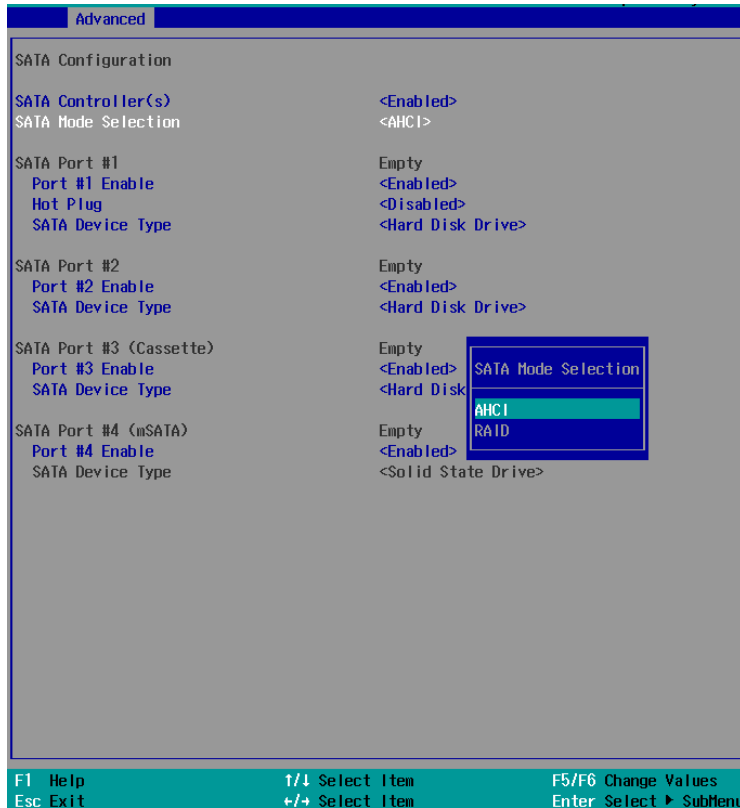 Advanced
SATA Configuration
SATA Controller(s) <Enabled>
SATA Mode Selection <AHCI>
SATA Port #1 Empty
Port #1 Enable <Enabled>
Hot Plug <Disabled>
SATA Device Type <Hard Disk Drive>
SATA Port #2 Empty
Port #2 Enable <Enabled>
SATA Device Type <Hard Disk Drive>
SATA Port #3 (Cassette) Empty
Port #3 Enable <Enabled>
SATA Device Type <Hard Disk
SATA Mode Selection
AHCI
RAID
SATA Port #4 (mSATA) Empty
Port #4 Enable <Enabled>
SATA Device Type <Solid State Drive>
F1 Help ↑/↓ Select Item F5/F6 Change Values
Esc Exit ←/→ Select Item Enter Select ▶ SubMenu